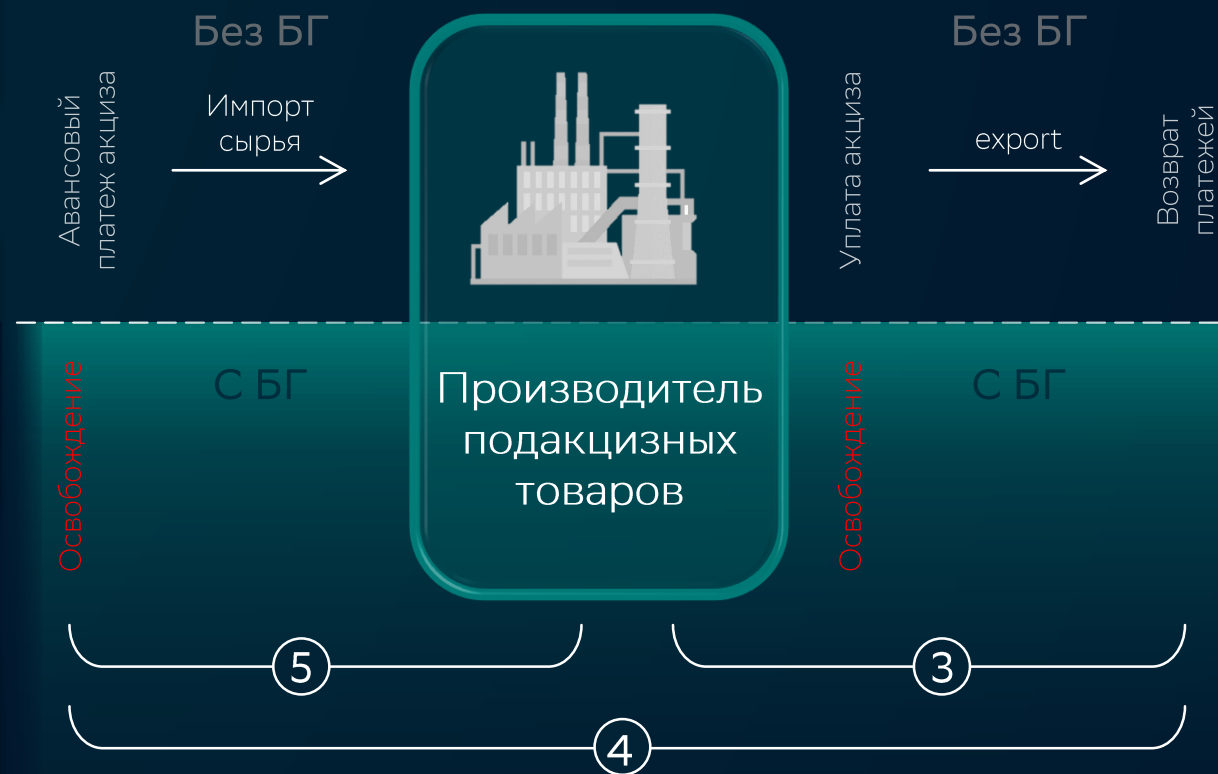 Без БГ
Без БГ
Авансовый
платеж акциза
Импорт
сырья
Уплата акциза
export
Возврат
платежей
Освобождение
С БГ
Производитель
подакцизных
товаров
Освобождение
С БГ
5
3
4